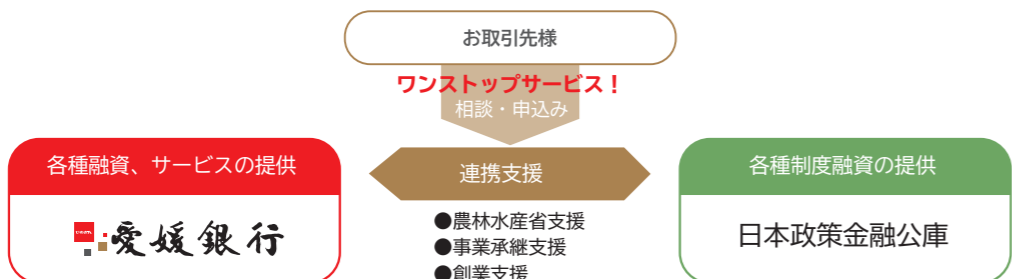 お取引先様
ワンストップサービス！
相談・申込み
各種融資、サービスの提供
連携支援
各種制度融資の提供
愛媛銀行
●農林水産省支援
●事業承継支援
●創業支援
日本政策金融公庫